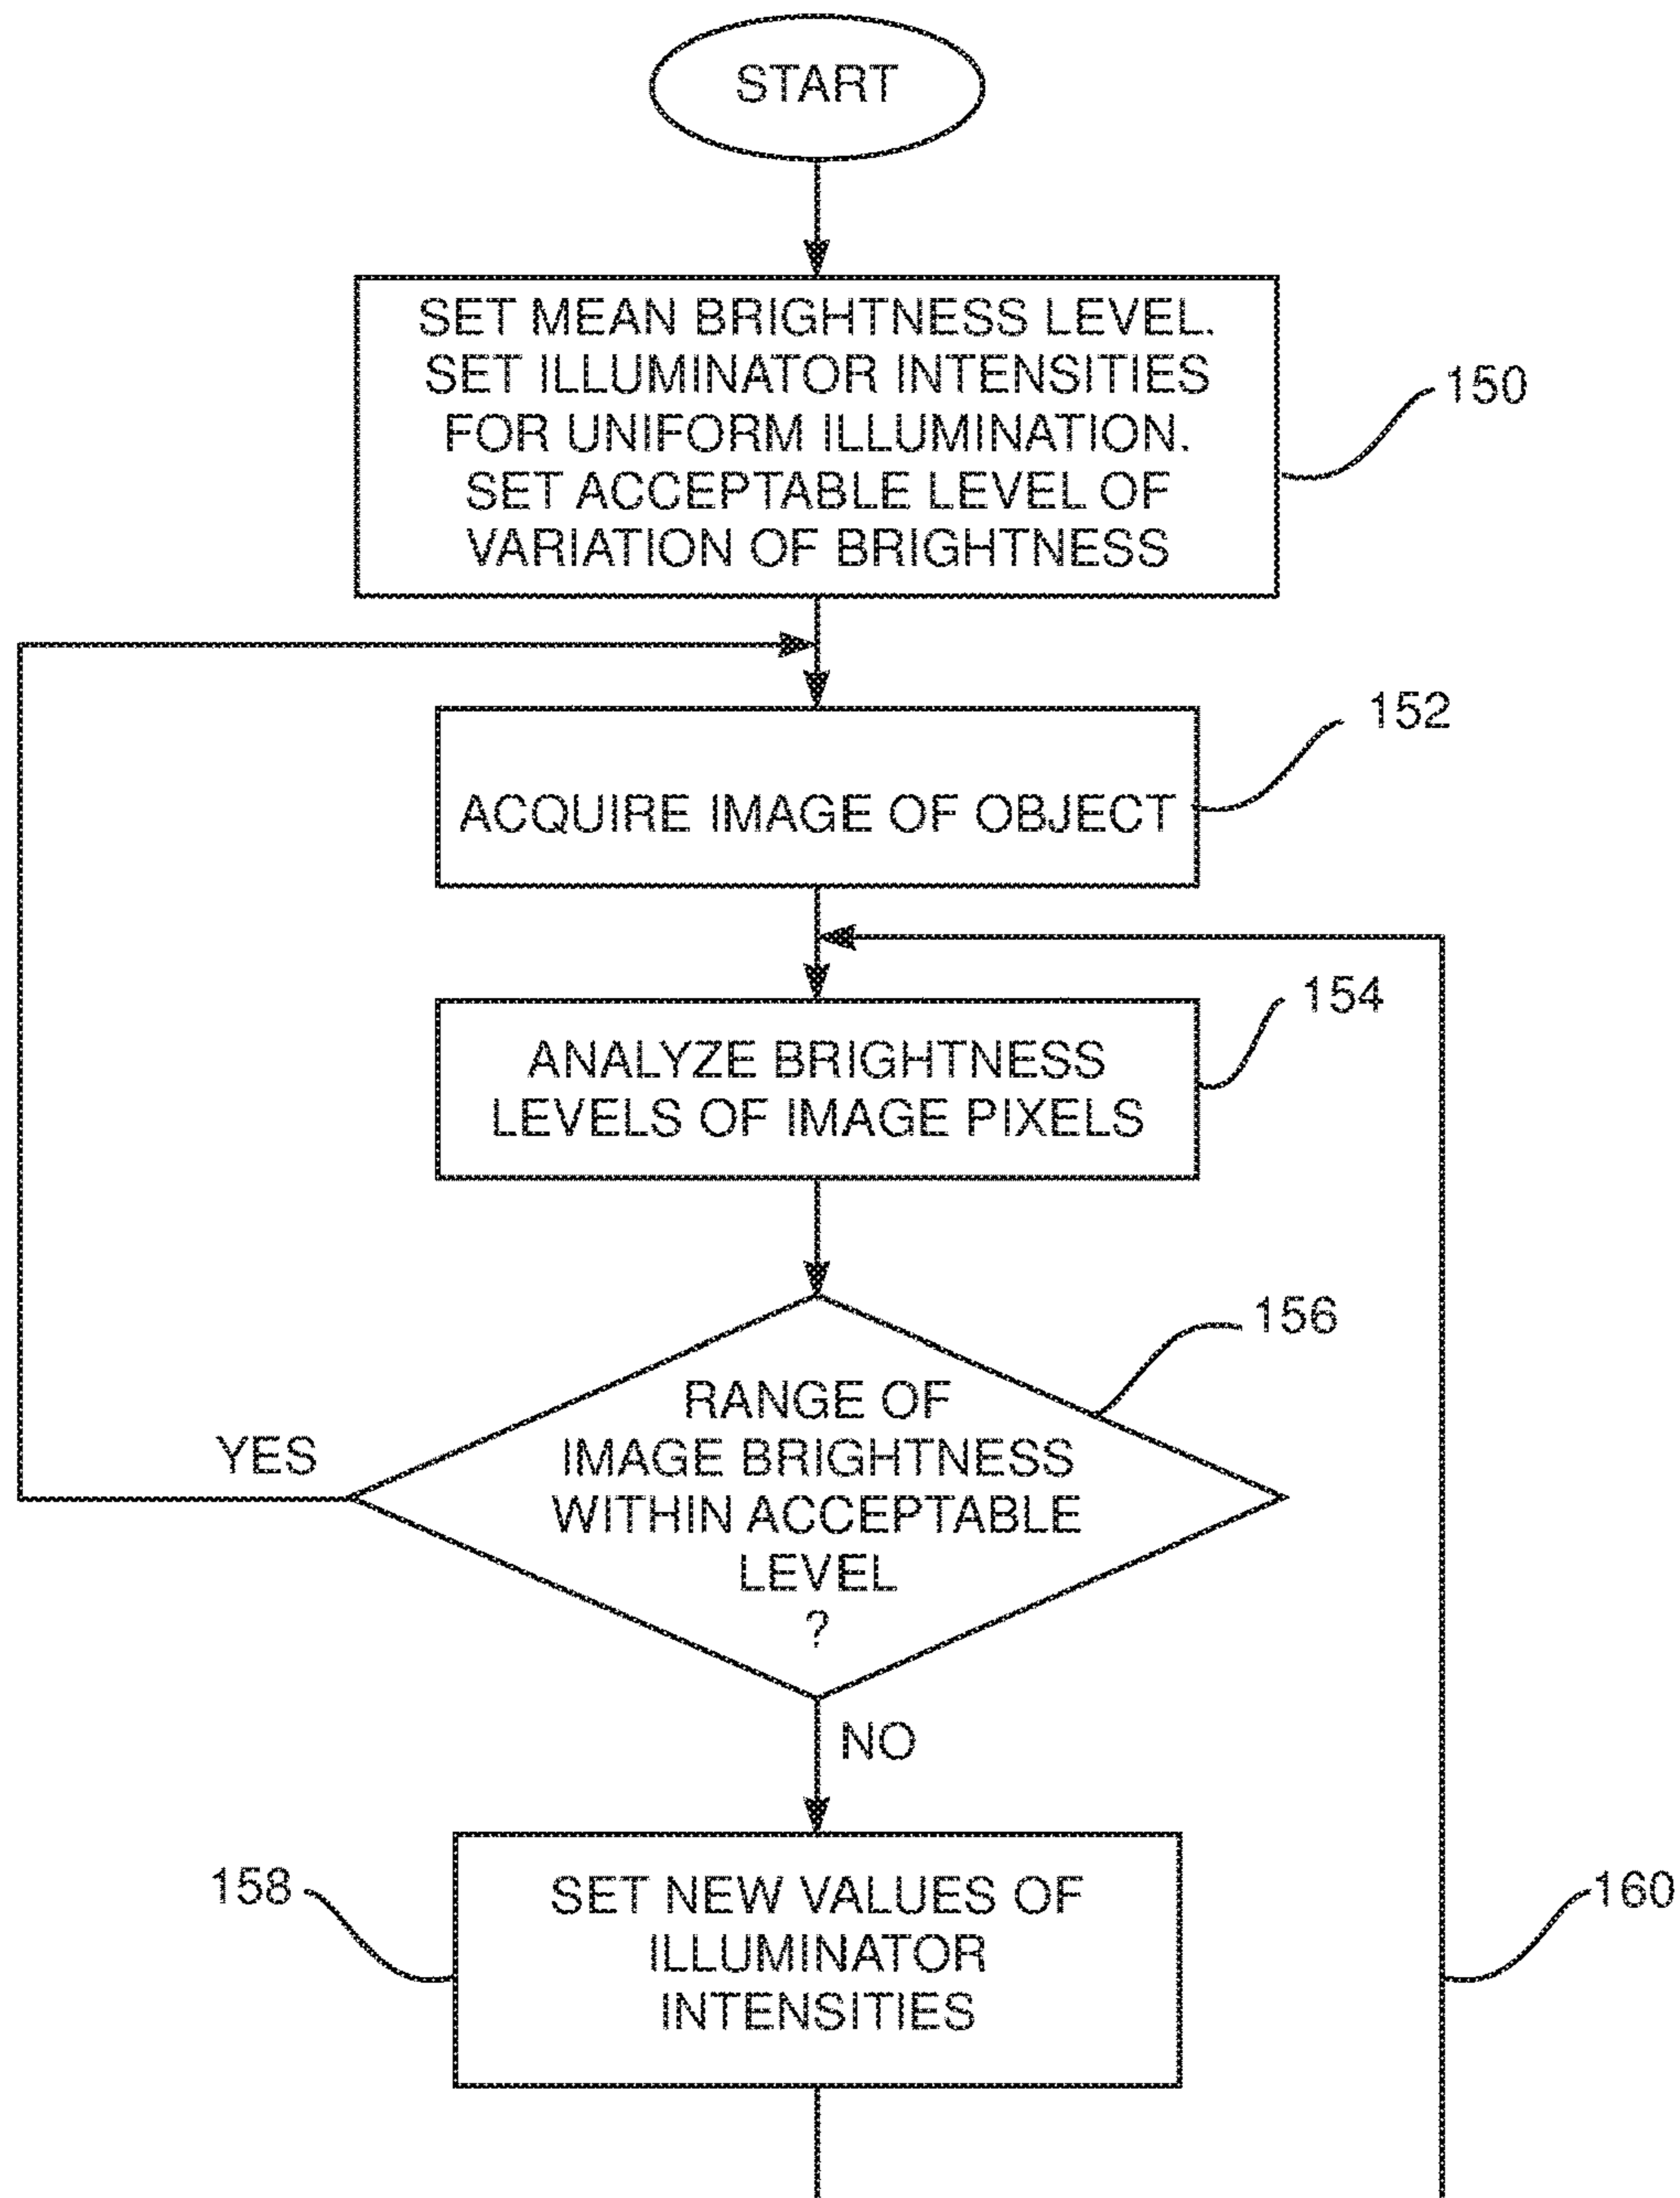 START
SET MEAN BRIGHTNESS LEVEL.
SET ILLUMINATOR INTENSITIES
FOR UNIFORM ILLUMINATION.
SET ACCEPTABLE LEVEL OF
VARIATION OF BRIGHTNESS
150
152
ACQUIRE IMAGE OF OBJECT
154
ANALYZE BRIGHTNESS
LEVELS OF IMAGE PIXELS
156
RANGE OF
IMAGE BRIGHTNESS
WITHIN ACCEPTABLE
LEVEL
?
YES
NO
158
SET NEW VALUES OF
ILLUMINATOR
INTENSITIES
160